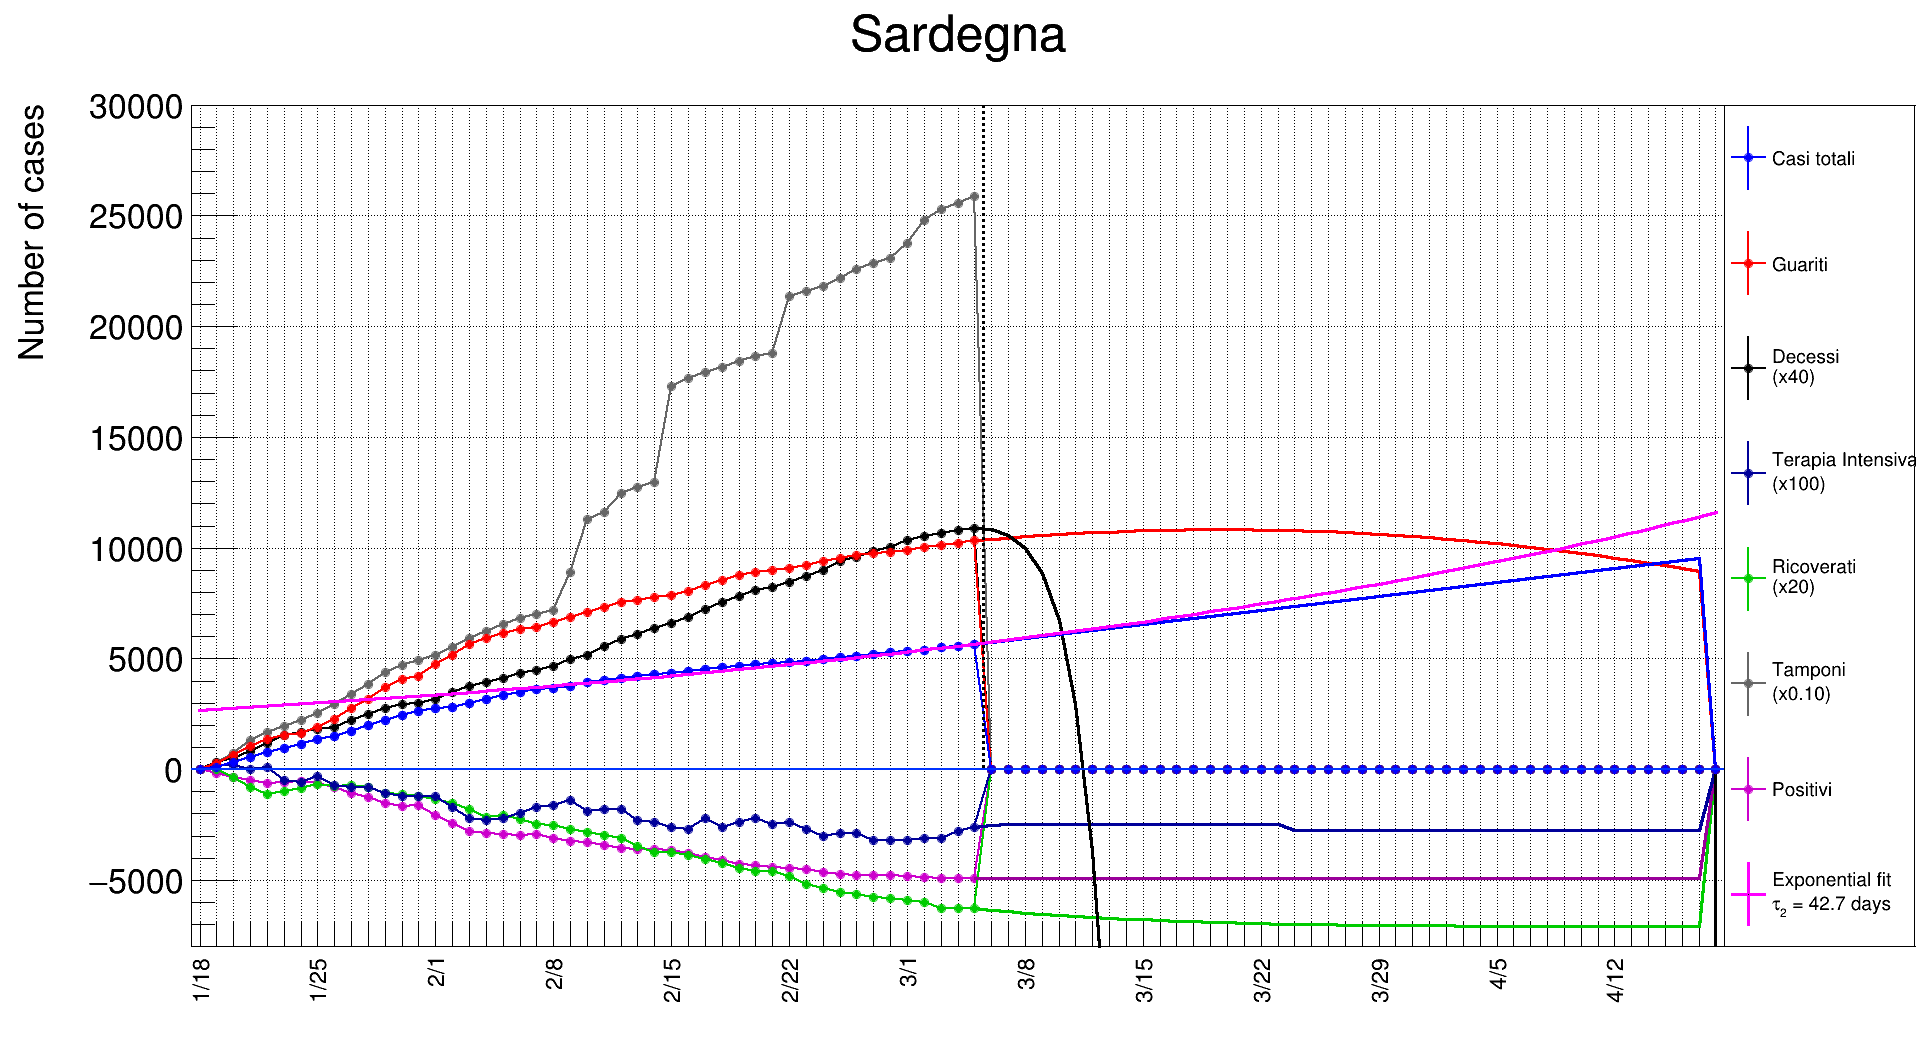 Sardegna
Number of cases
30000
25000
20000
15000
10000
5000
0
−5000
1/18
1/25
2/1
2/8
2/15
2/22
3/1
3/8
3/15
3/22
3/29
4/5
4/12
Casi totali
Guariti
Decessi
(x40)
Terapia Intensiva
(x100)
Ricoverati
(x20)
Tamponi
(x0.10)
Positivi
Exponential fit
τ2 = 42.7 days